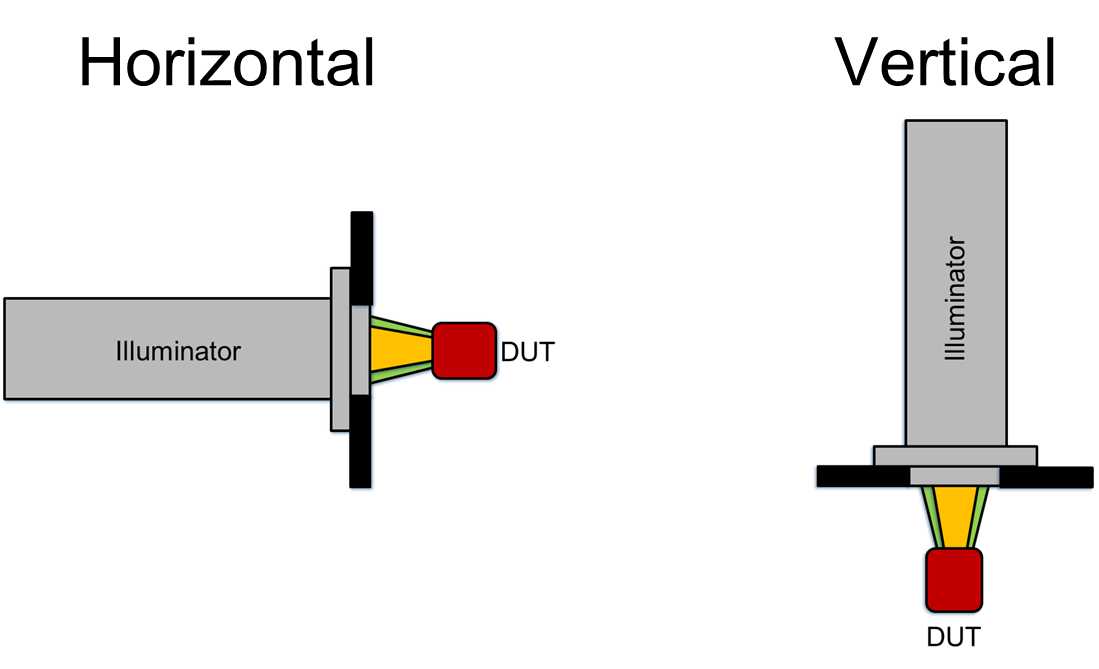 Horizontal
Vertical
Illuminator
DUT
Illuminator
DUT